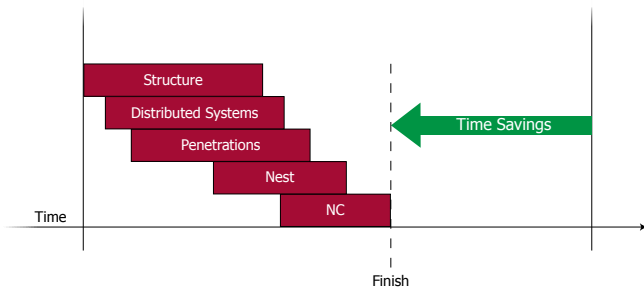 Structure
Distributed Systems
Time Savings
Penetrations
Nest
NC
Time
Finish